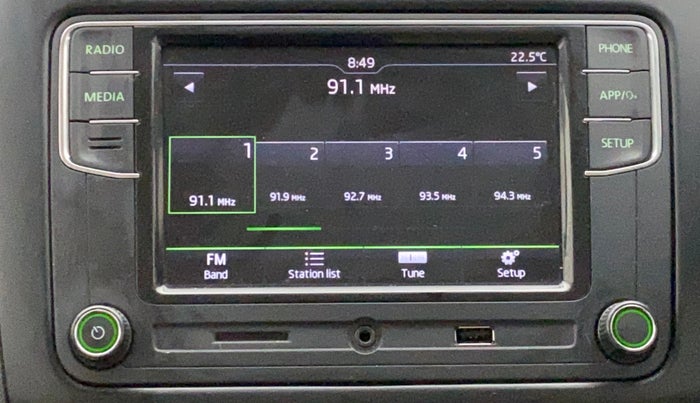 RADIO
MEDIA
8:49
22.5°C
91.1 MHz
1
2
3
4
5
91.1 MHz
91.9 MHz
92.7 MHz
93.5 MHz
94.3 MHz
FM
Band
Station list
Tune
Setup
PHONE
APP/
SETUP